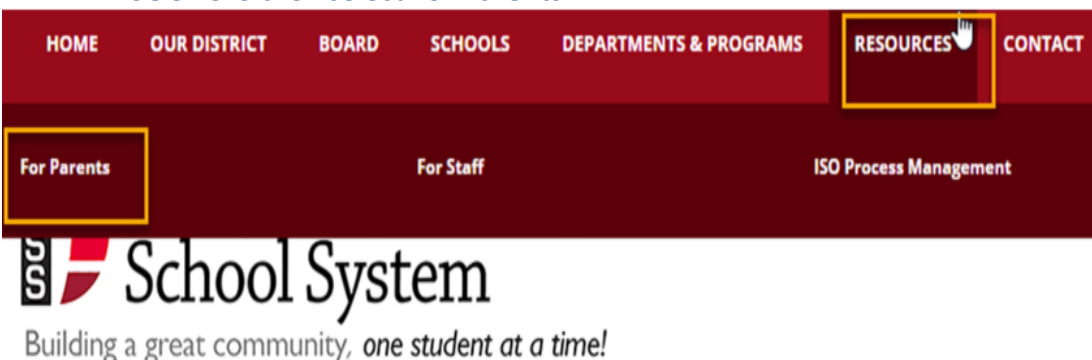 HOME OUR DISTRICT BOARD SCHOOLS DEPARTMENTS & PROGRAMS RESOURCES CONTACT
For Parents For Staff ISO Process Management
School System
Building a great community, one student at a time!